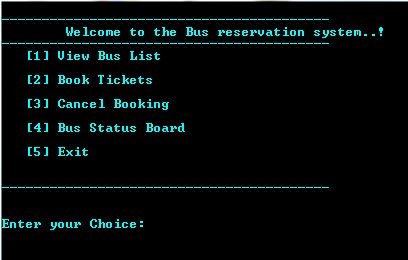 Welcome to the Bus reservation system..!
[1] View Bus List
[2] Book Tickets
[3] Cancel Booking
[4] Bus Status Board
[5] Exit
Enter your Choice: